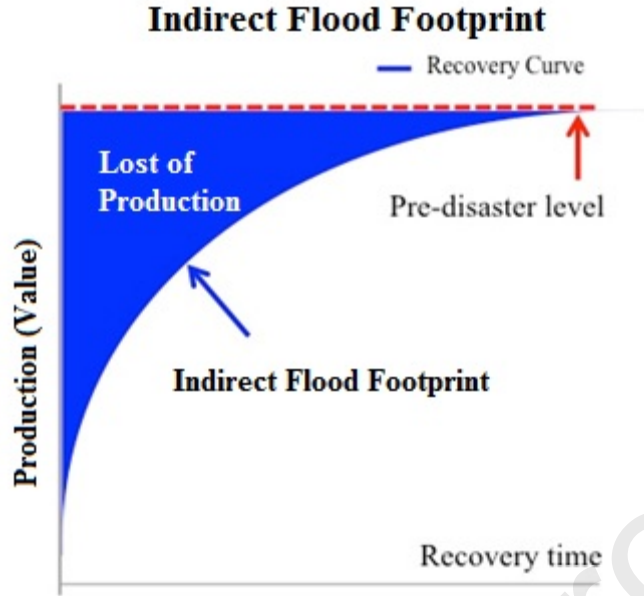 Indirect Flood Footprint
Recovery Curve
Lost of
Production
Pre-disaster level
Production (Value)
Indirect Flood Footprint
Recovery time